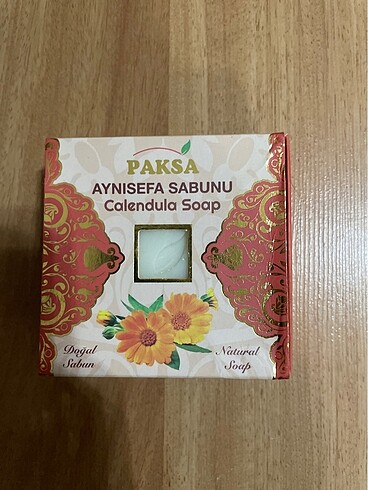 PAKSA
AYNISEFA SABUNU
Calendula Soap
Doğal
Sabun
Natural
Soap